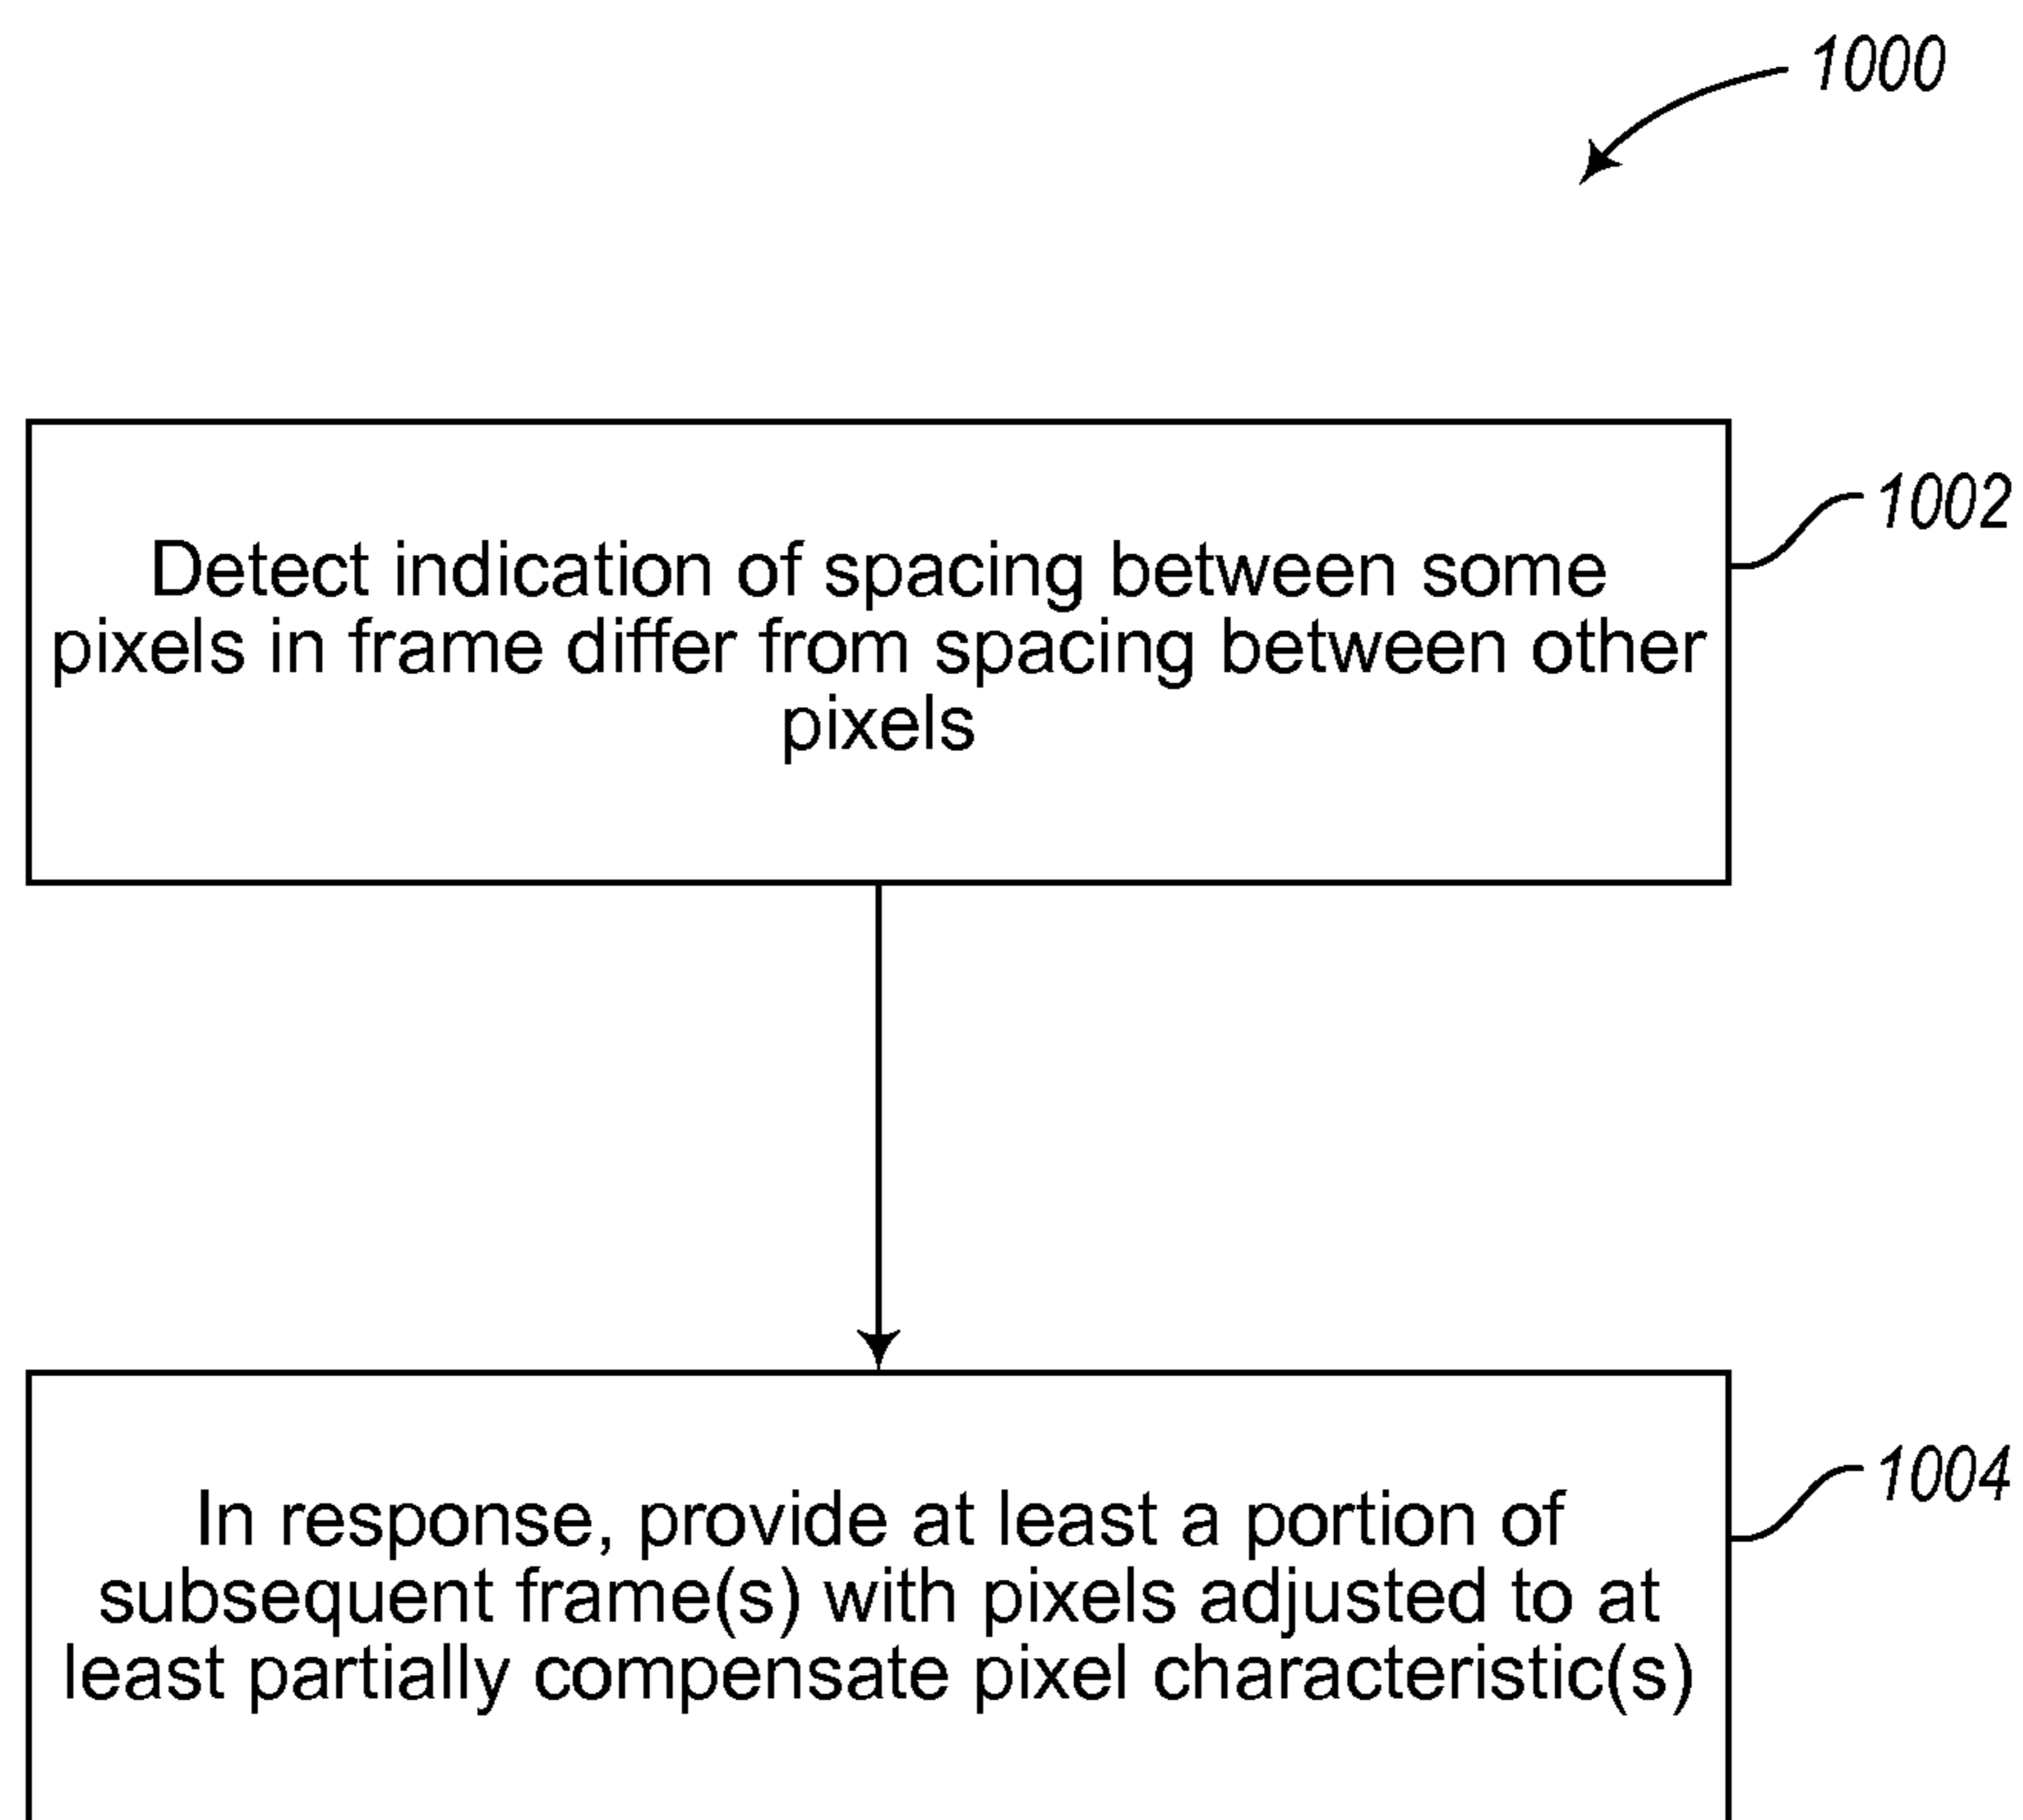 1000
1002
Detect indication of spacing between some
pixels in frame differ from spacing between other
pixels
1004
In response, provide at least a portion of
subsequent frame(s) with pixels adjusted to at
least partially compensate pixel characteristic(s)